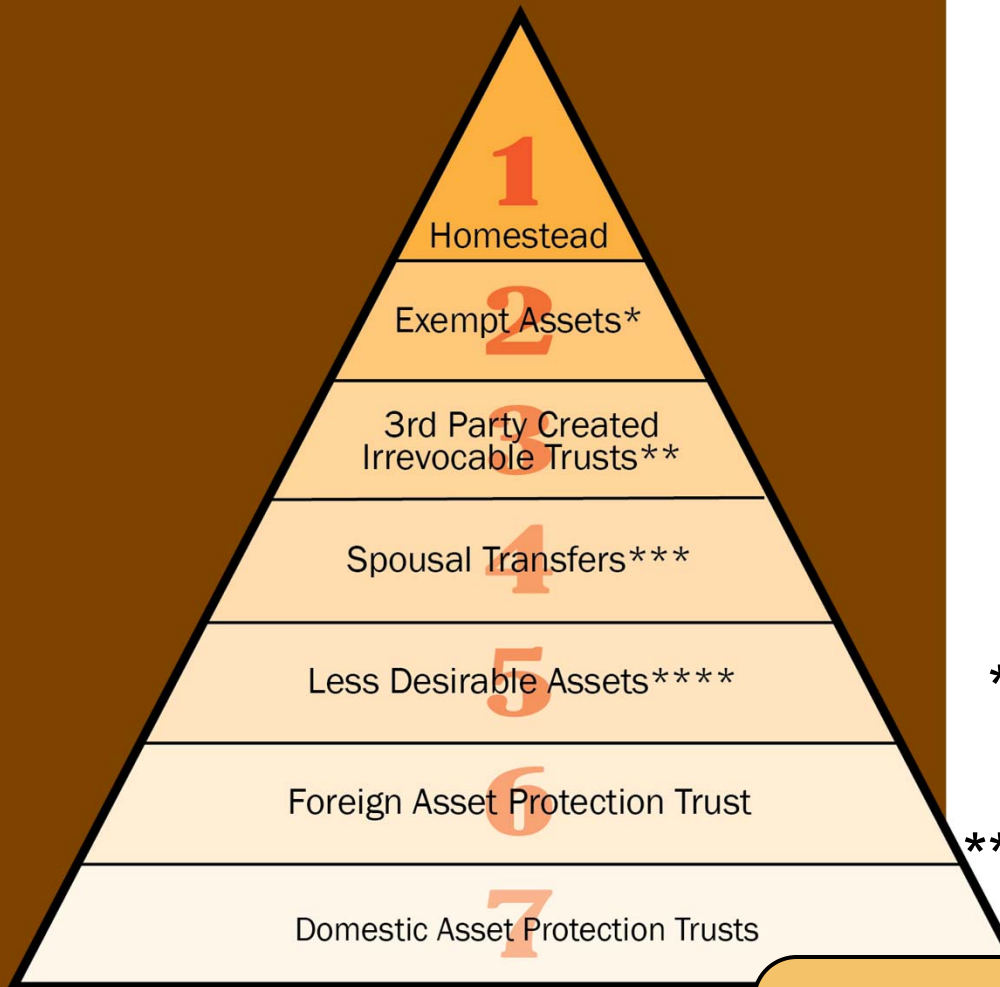 1
Homestead
2
Exempt Assets*
3
3rd Party Created
Irrevocable Trusts**
4
Spousal Transfers***
5
Less Desirable Assets****
6
Foreign Asset Protection Trust
7
Domestic Asset Protection Trusts
*
**